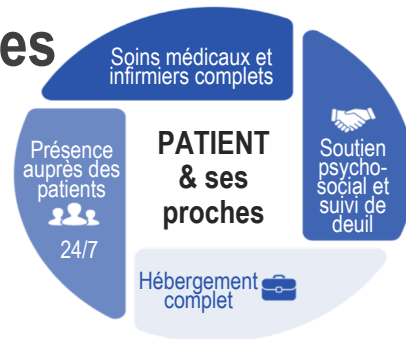 es
Soins médicaux et
infirmiers complets
Présence
auprès des
patients
24/7
PATIENT
& ses
proches
Soutien
psycho-
social et
suivi de
deuil
Hébergement
complet